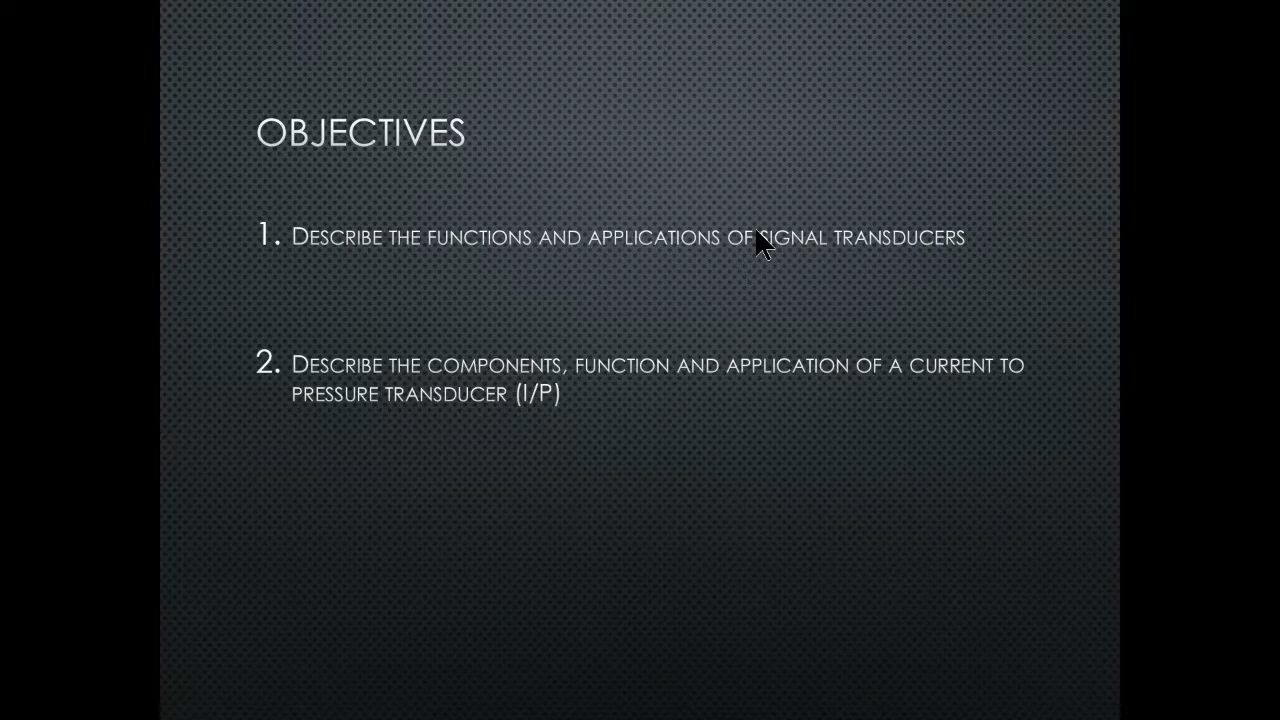 OBJECTIVES
1. DESCRIBE THE FUNCTIONS AND APPLICATIONS OF SIGNAL TRANSDUCERS
2. DESCRIBE THE COMPONENTS, FUNCTION AND APPLICATION OF A CURRENT TO
PRESSURE TRANSDUCER (I/P)